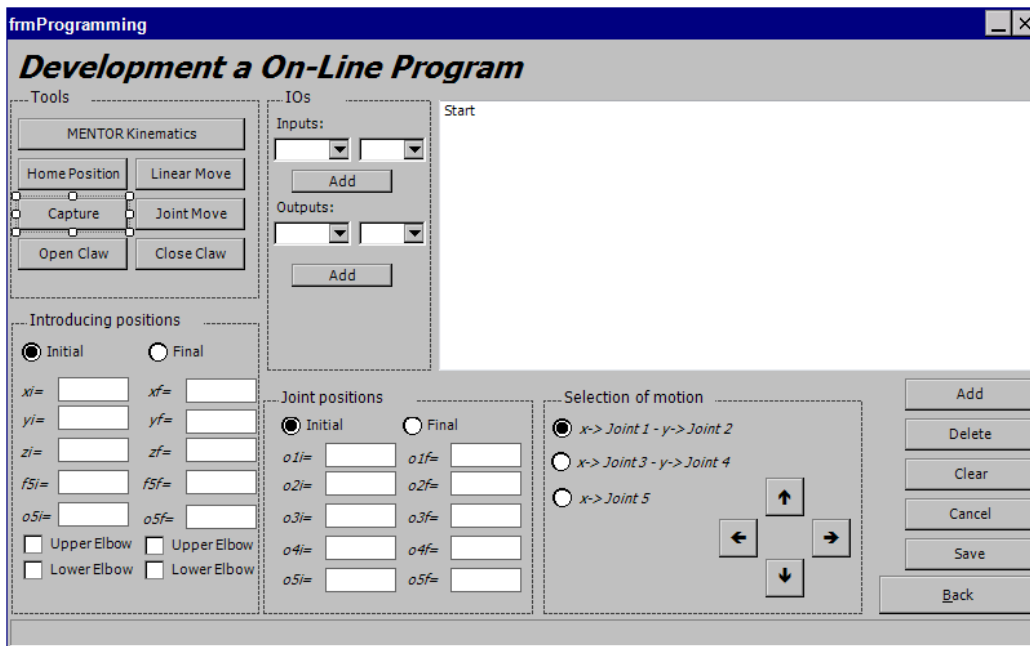 frmProgramming
Development a On-Line Program
Tools
MENTOR Kinematics
Home Position
Linear Move
Capture
Joint Move
Open Claw
Close Claw
IOs
Inputs:
Add
Outputs:
Add
Start
Introducing positions
Initial
Final
xi=
xf=
yi=
yf=
zi=
zf=
f5i=
f5f=
o5i=
o5f=
Upper Elbow
Upper Elbow
Lower Elbow
Lower Elbow
Joint positions
Initial
Final
o1i=
o1f=
o2i=
o2f=
o3i=
o3f=
o4i=
o4f=
o5i=
o5f=
Selection of motion
x-> Joint 1 - y-> Joint 2
x-> Joint 3 - y-> Joint 4
x-> Joint 5
Add
Delete
Clear
Cancel
Save
Back